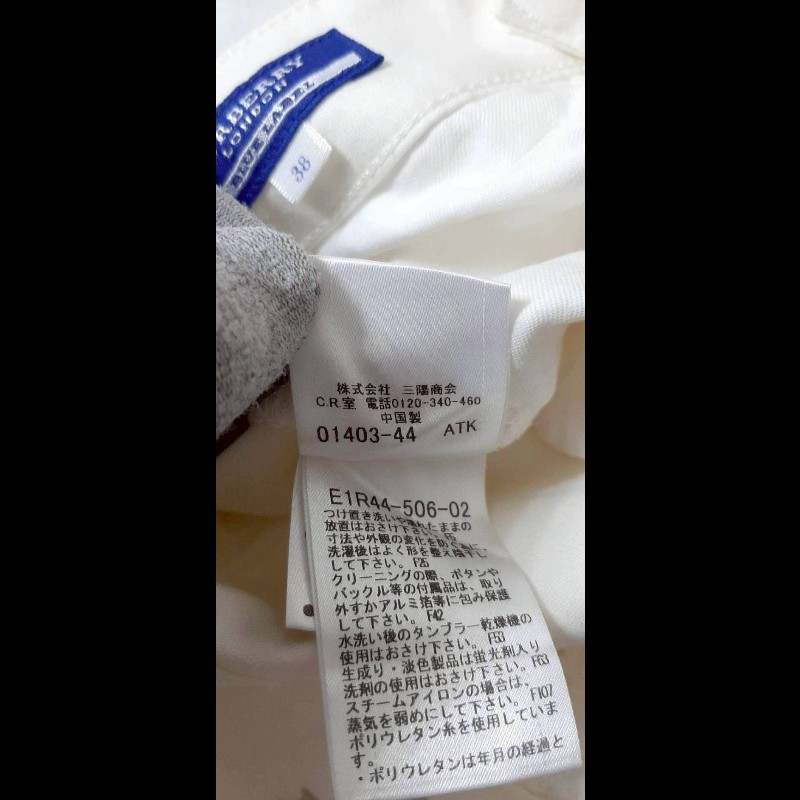 RBERRY
LONDON
BLUE LABEL
38
株式会社 三陽商会
C.R.室 電話0120-340-460
中国製
01403-44 ATK
E1R44-506-02
つけ置き洗いや濡れたままの
放置はおさけ下さい。F5
寸法や外観の変化を防ぐ為に
洗濯後はよく形を整え陰干し
して下さい。F25
クリーニングの際、ボタンや
バックル等の付属品は、取り
外すかアルミ箔等に包み保護
して下さい。F42
水洗い後のタンブラー乾燥機の
使用はおさけ下さい。F53
生成り・淡色製品は蛍光剤入り
洗剤の使用はおさけ下さい。F63
スチームアイロンの場合は、
蒸気を弱めにして下さい。F107
ポリウレタン糸を使用していま
す。
・ポリウレタンは年月の経過と